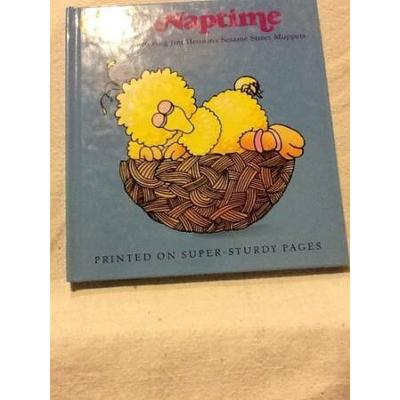 Naptime
Jim Henson's Sesame Street Muppets
PRINTED ON SUPER-STURDY PAGES